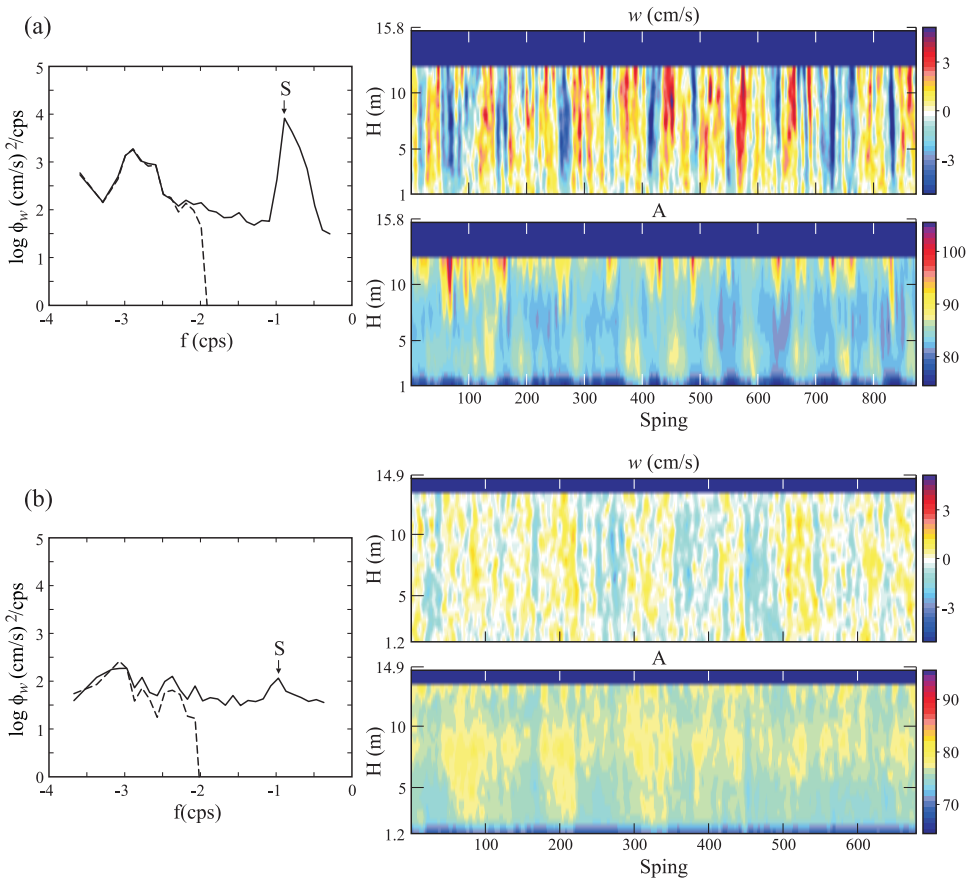 (a)
w (cm/s)
15.8
10
5
1
H (m)
3
0
-3
5
4
3
2
1
0
log ϕw (cm/s) ²/cps
S
-4 -3 -2 -1 0
f (cps)
A
15.8
10
5
1
H (m)
100
90
80
100 200 300 400 500 600 700 800
Sping
(b)
w (cm/s)
14.9
10
5
1.2
H (m)
3
0
-3
5
4
3
2
1
0
log ϕw (cm/s) ²/cps
S
-4 -3 -2 -1 0
f(cps)
A
14.9
10
5
1.2
H (m)
90
80
70
100 200 300 400 500 600
Sping